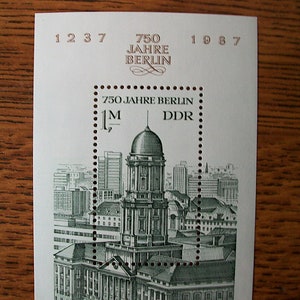 1237 750 1987
JAHRE
BERLIN
750 JAHRE BERLIN
1,M DDR